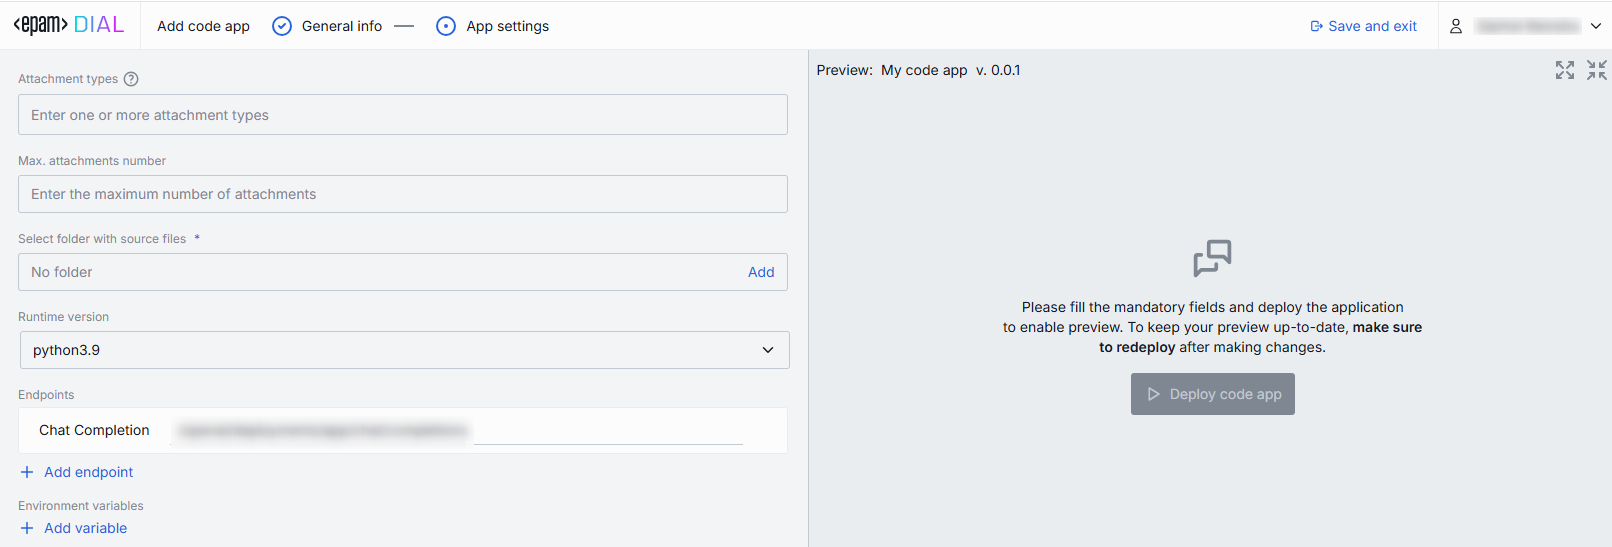 <epam> DIAL
Add code app
General info
App settings
Save and exit
Attachment types
Enter one or more attachment types
Max. attachments number
Enter the maximum number of attachments
Select folder with source files *
No folder
Add
Runtime version
python3.9
Endpoints
Chat Completion
Add endpoint
Environment variables
Add variable
Preview: My code app v. 0.0.1
Please fill the mandatory fields and deploy the application
to enable preview. To keep your preview up-to-date, make sure
to redeploy after making changes.
Deploy code app